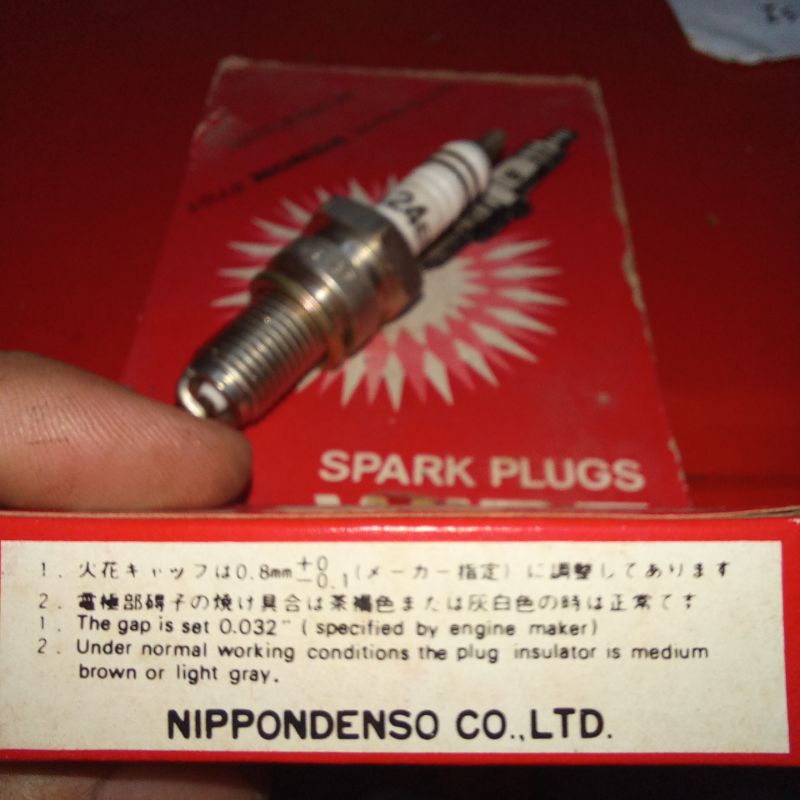 24
SPARK PLUGS
1. 火花キャップは0.8mm +0 -0.1 (メーカー指定) に調整してあります
2. 電極部碍子の焼け具合は茶褐色または灰白色の時は正常です
1. The gap is set 0.032" ( specified by engine maker)
2. Under normal working conditions the plug insulator is medium
brown or light gray.
NIPPONDENSO CO.,LTD.